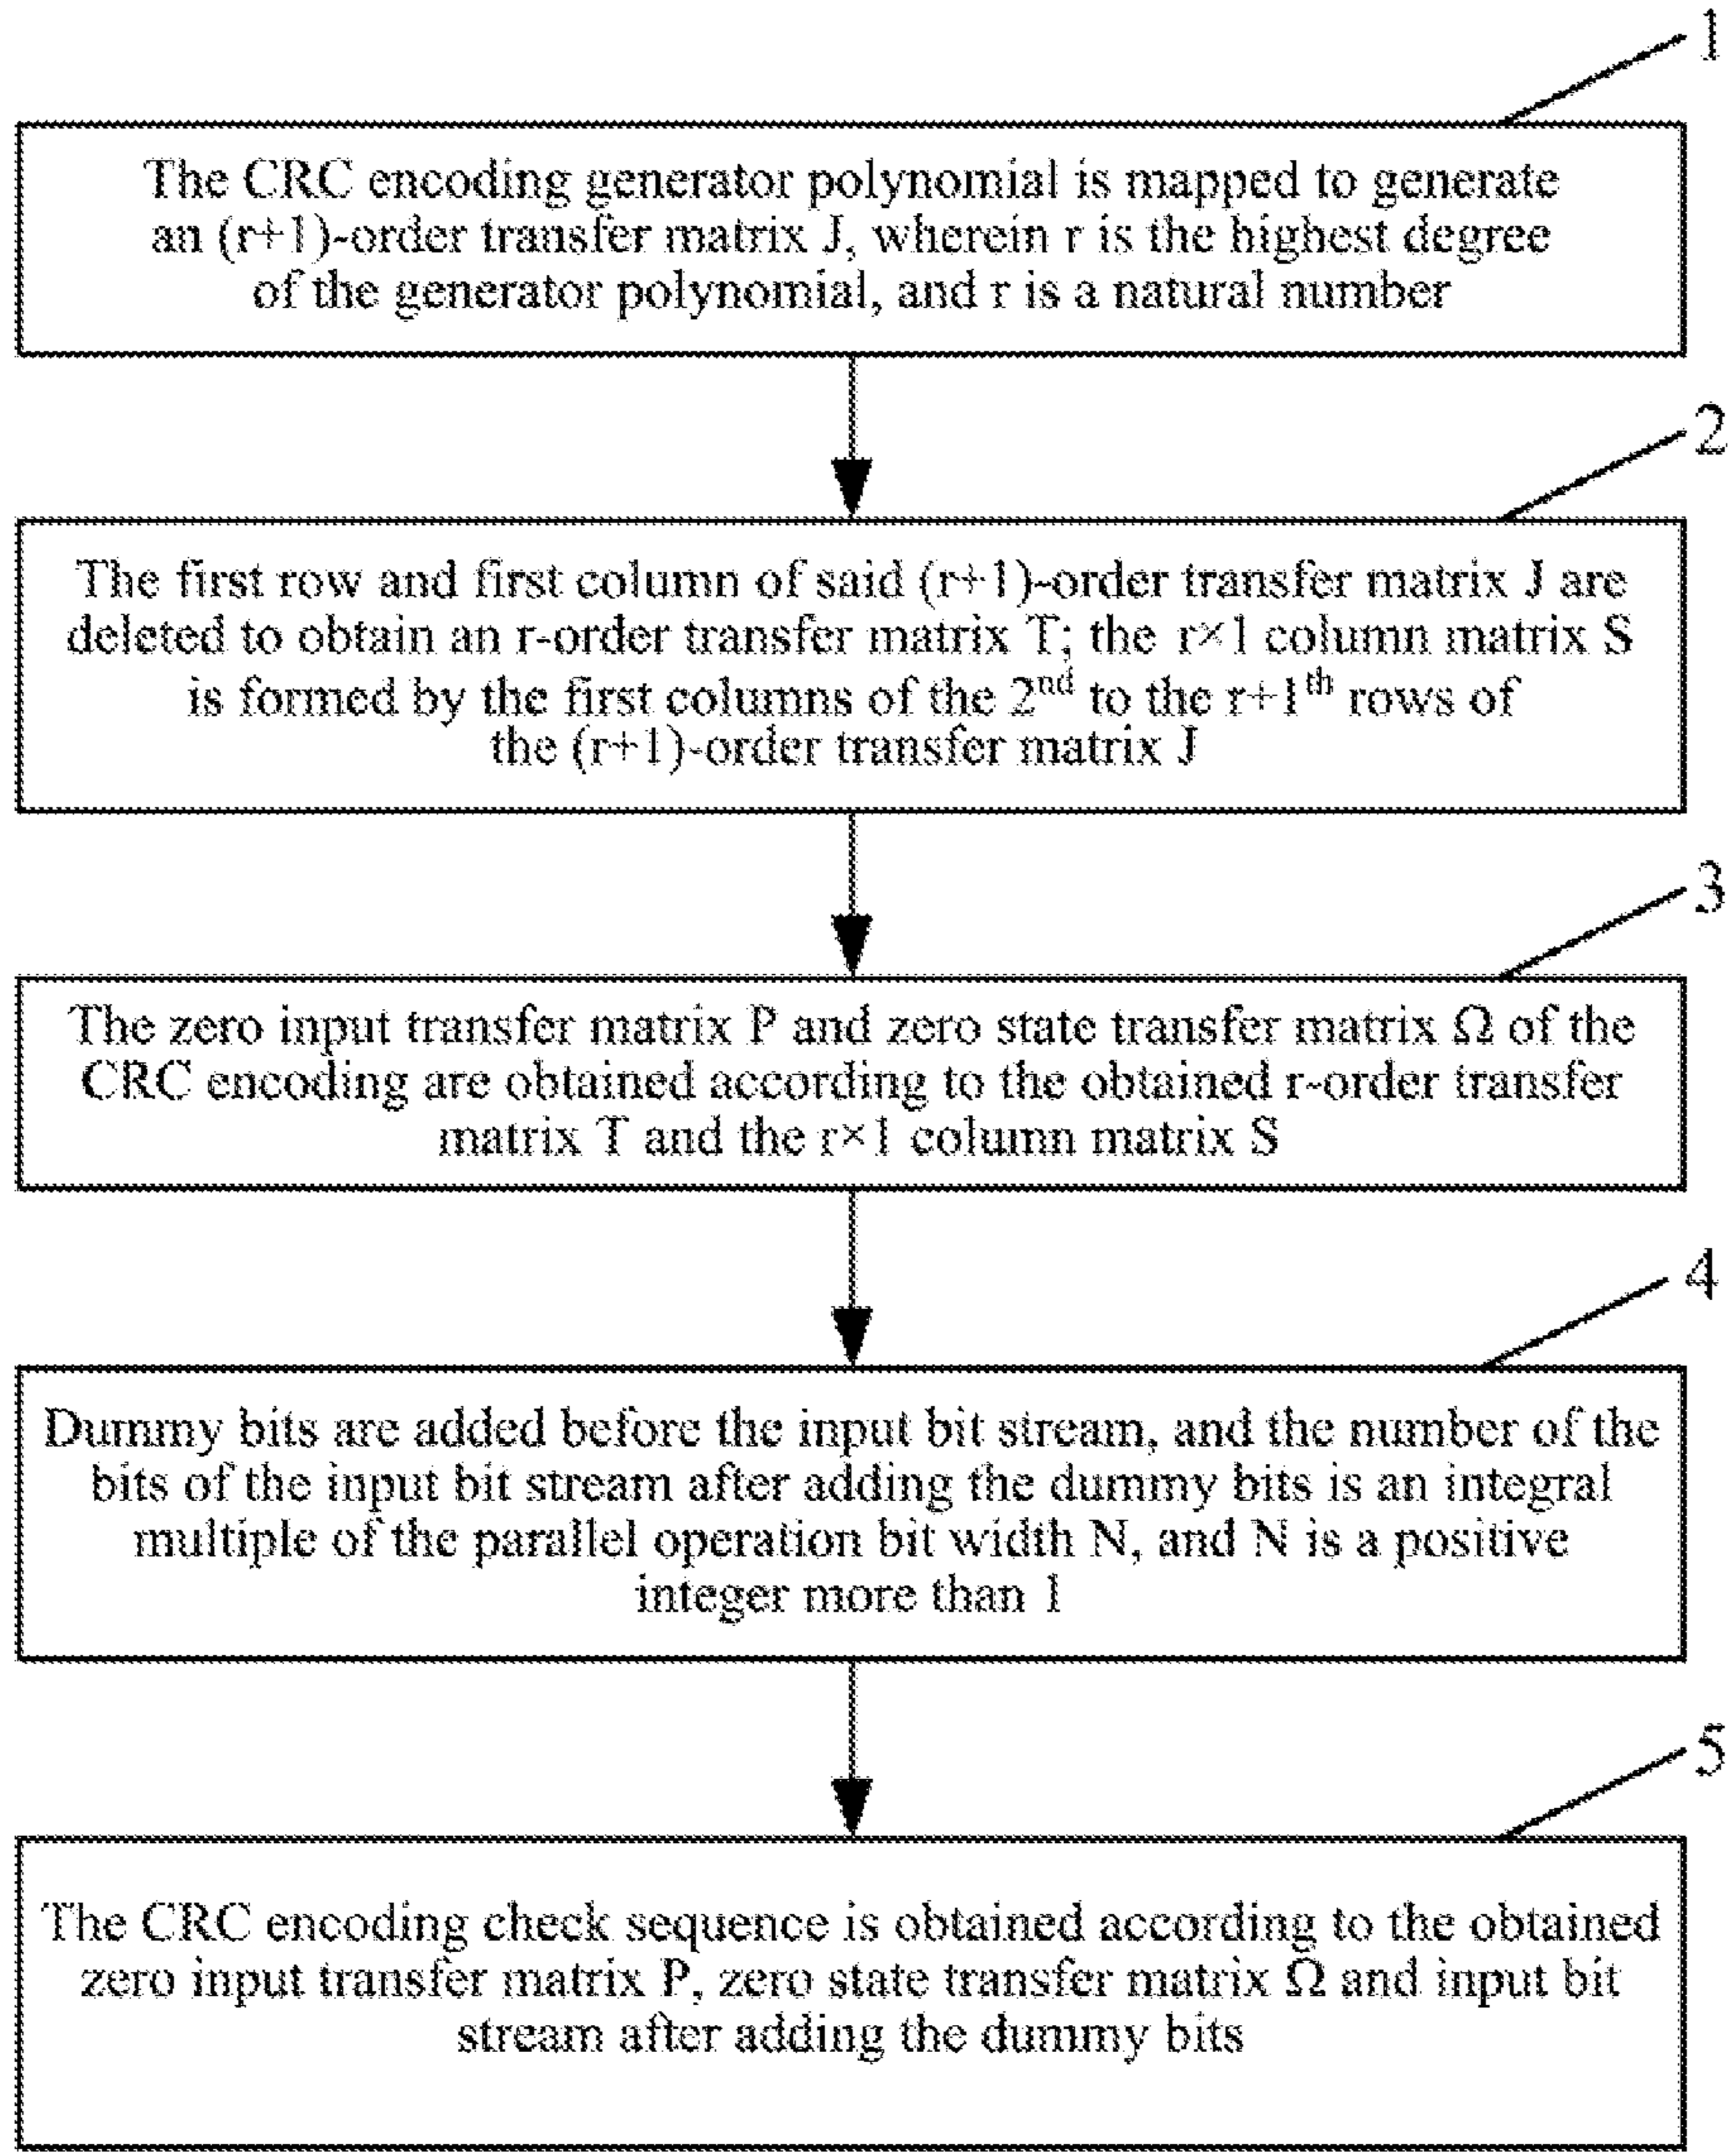 1
The CRC encoding generator polynomial is mapped to generate
an (r+1)-order transfer matrix J, wherein r is the highest degree
of the generator polynomial, and r is a natural number
2
The first row and first column of said (r+1)-order transfer matrix J are
deleted to obtain an r-order transfer matrix T; the r×1 column matrix S
is formed by the first columns of the 2nd to the r+1th rows of
the (r+1)-order transfer matrix J
3
The zero input transfer matrix P and zero state transfer matrix Ω of the
CRC encoding are obtained according to the obtained r-order transfer
matrix T and the r×1 column matrix S
4
Dummy bits are added before the input bit stream, and the number of the
bits of the input bit stream after adding the dummy bits is an integral
multiple of the parallel operation bit width N, and N is a positive
integer more than 1
5
The CRC encoding check sequence is obtained according to the obtained
zero input transfer matrix P, zero state transfer matrix Ω and input bit
stream after adding the dummy bits